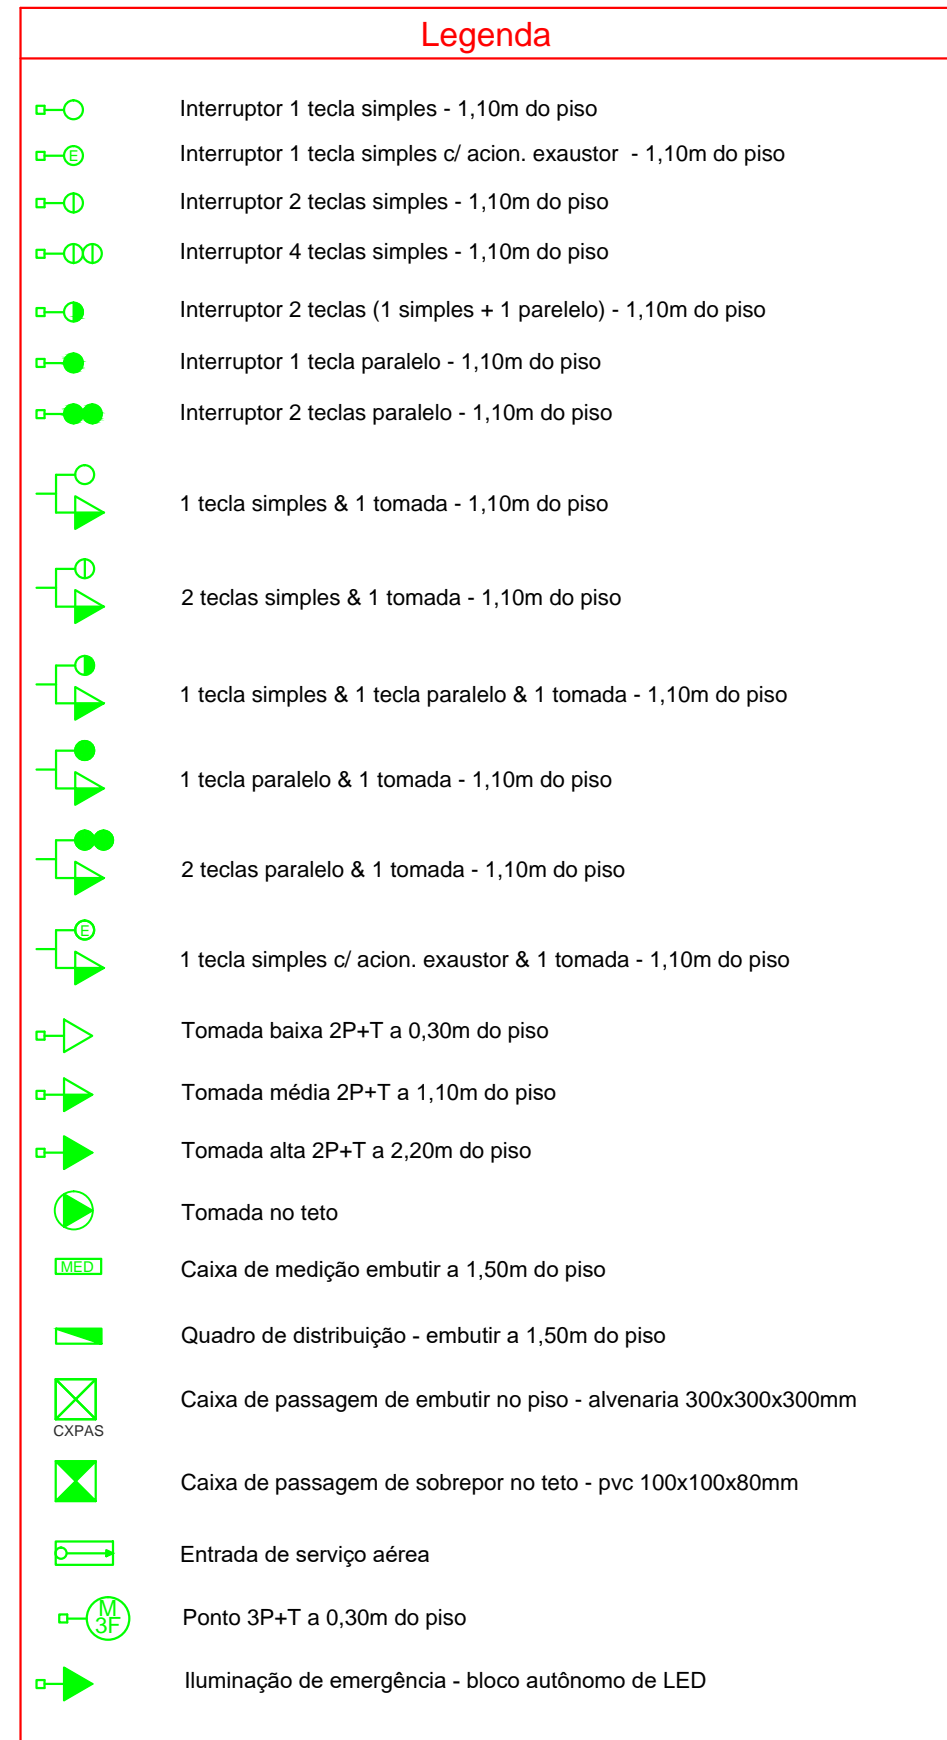 Legenda
Interruptor 1 tecla simples - 1,10m do piso
E Interruptor 1 tecla simples c/ acion. exaustor - 1,10m do piso
Interruptor 2 teclas simples - 1,10m do piso
Interruptor 4 teclas simples - 1,10m do piso
Interruptor 2 teclas (1 simples + 1 parelelo) - 1,10m do piso
Interruptor 1 tecla paralelo - 1,10m do piso
Interruptor 2 teclas paralelo - 1,10m do piso
1 tecla simples & 1 tomada - 1,10m do piso
2 teclas simples & 1 tomada - 1,10m do piso
1 tecla simples & 1 tecla paralelo & 1 tomada - 1,10m do piso
1 tecla paralelo & 1 tomada - 1,10m do piso
2 teclas paralelo & 1 tomada - 1,10m do piso
E
1 tecla simples c/ acion. exaustor & 1 tomada - 1,10m do piso
Tomada baixa 2P+T a 0,30m do piso
Tomada média 2P+T a 1,10m do piso
Tomada alta 2P+T a 2,20m do piso
Tomada no teto
MED Caixa de medição embutir a 1,50m do piso
Quadro de distribuição - embutir a 1,50m do piso
Caixa de passagem de embutir no piso - alvenaria 300x300x300mm
CXPAS
Caixa de passagem de sobrepor no teto - pvc 100x100x80mm
Entrada de serviço aérea
M
3F
Ponto 3P+T a 0,30m do piso
Iluminação de emergência - bloco autônomo de LED